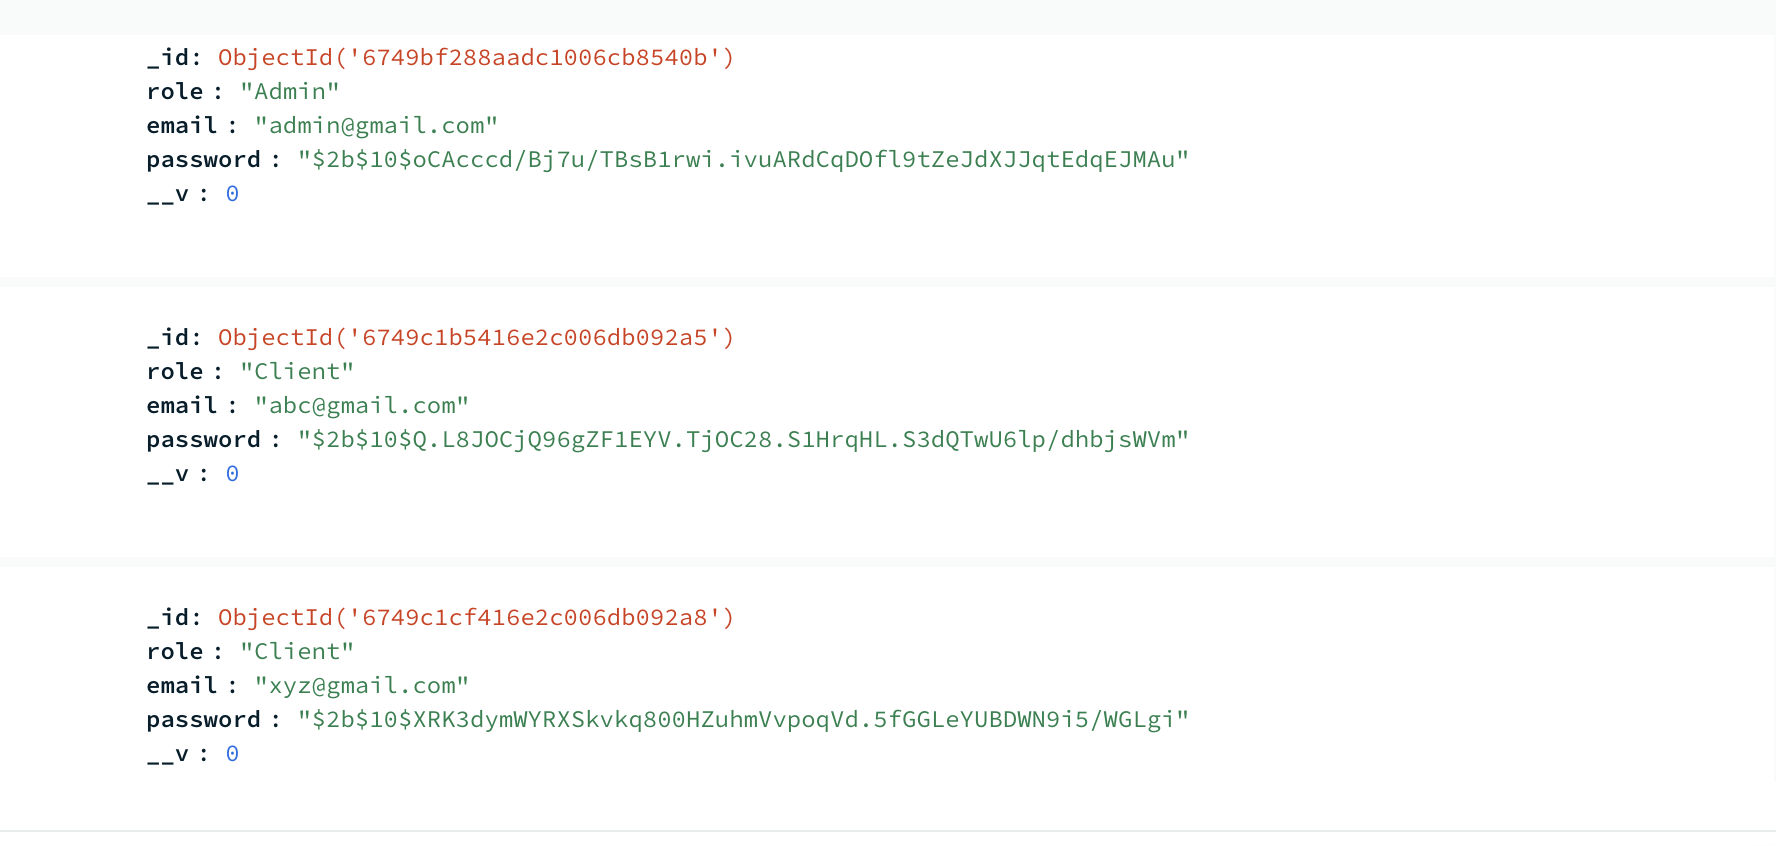 _id: ObjectId('6749bf288aadc1006cb8540b')
role : "Admin"
email : "admin@gmail.com"
password : "$2b$10$oCAcccd/Bj7u/TBsB1rwi.ivuARdCqDOfl9tZeJdXJJqtEdqEJMAu"
__v : 0
_id: ObjectId('6749c1b5416e2c006db092a5')
role : "Client"
email : "abc@gmail.com"
password : "$2b$10$Q.L8JOCjQ96gZF1EYV.TjOC28.S1HrqHL.S3dQTwU6lp/dhbjsWVm"
__v : 0
_id: ObjectId('6749c1cf416e2c006db092a8')
role : "Client"
email : "xyz@gmail.com"
password : "$2b$10$XRK3dymWYRXSkvkq800HZuhmVvpoqVd.5fGGLeYUBDWN9i5/WGLgi"
__v : 0